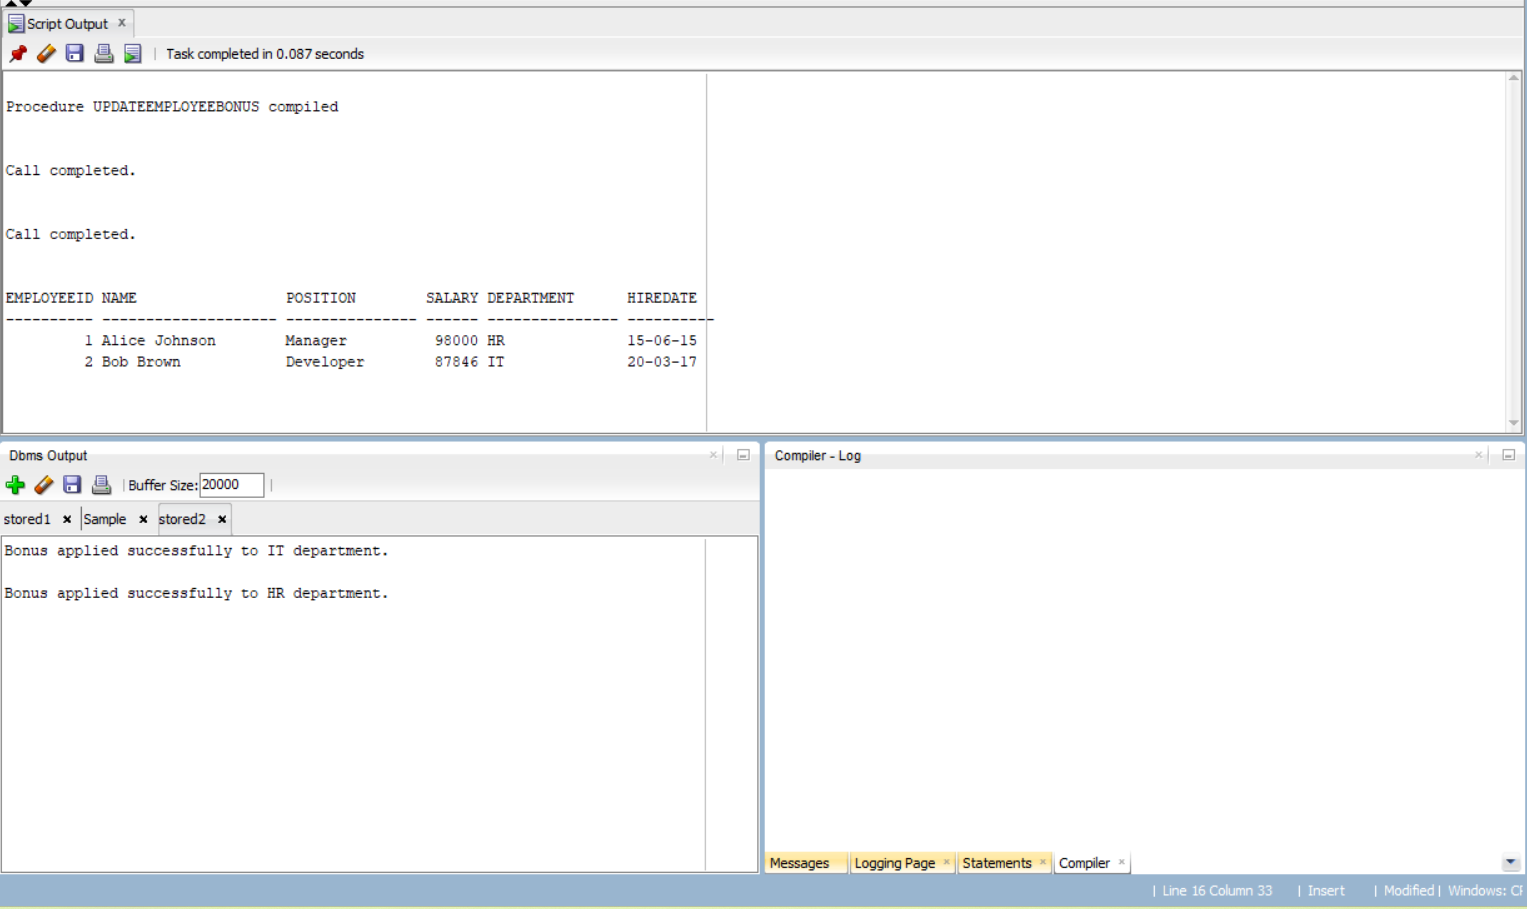 Script Output x
Task completed in 0.087 seconds
Procedure UPDATEEMPLOYEEBONUS compiled
Call completed.
Call completed.
EMPLOYEEID NAME                 POSITION        SALARY DEPARTMENT      HIREDATE
---------- -------------------- --------------- ------ --------------- ----------
         1 Alice Johnson        Manager          98000 HR              15-06-15
         2 Bob Brown            Developer        87846 IT              20-03-17
Dbms Output
Buffer Size: 20000
stored1 x Sample x stored2 x
Bonus applied successfully to IT department.
Bonus applied successfully to HR department.
Compiler - Log
Messages Logging Page x Statements x Compiler x
| Line 16 Column 33 | Insert | Modified | Windows: